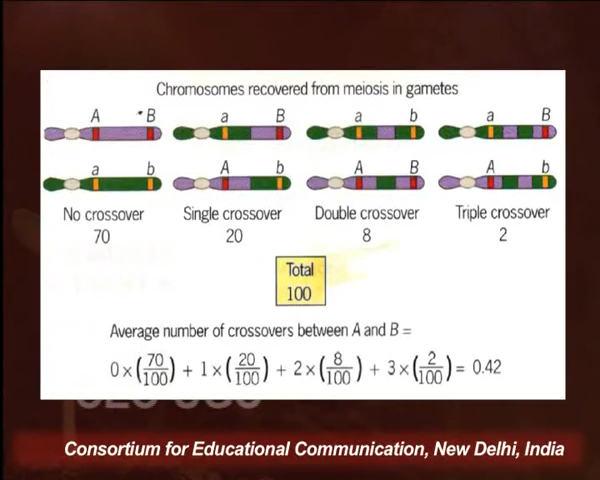 Chromosomes recovered from meiosis in gametes
A B a B a b a B
a b A b A B A b
No crossover Single crossover Double crossover Triple crossover
70 20 8 2
Total
100
Average number of crossovers between A and B =
0×(70/100) + 1×(20/100) + 2×(8/100) + 3×(2/100) = 0.42
Consortium for Educational Communication, New Delhi, India